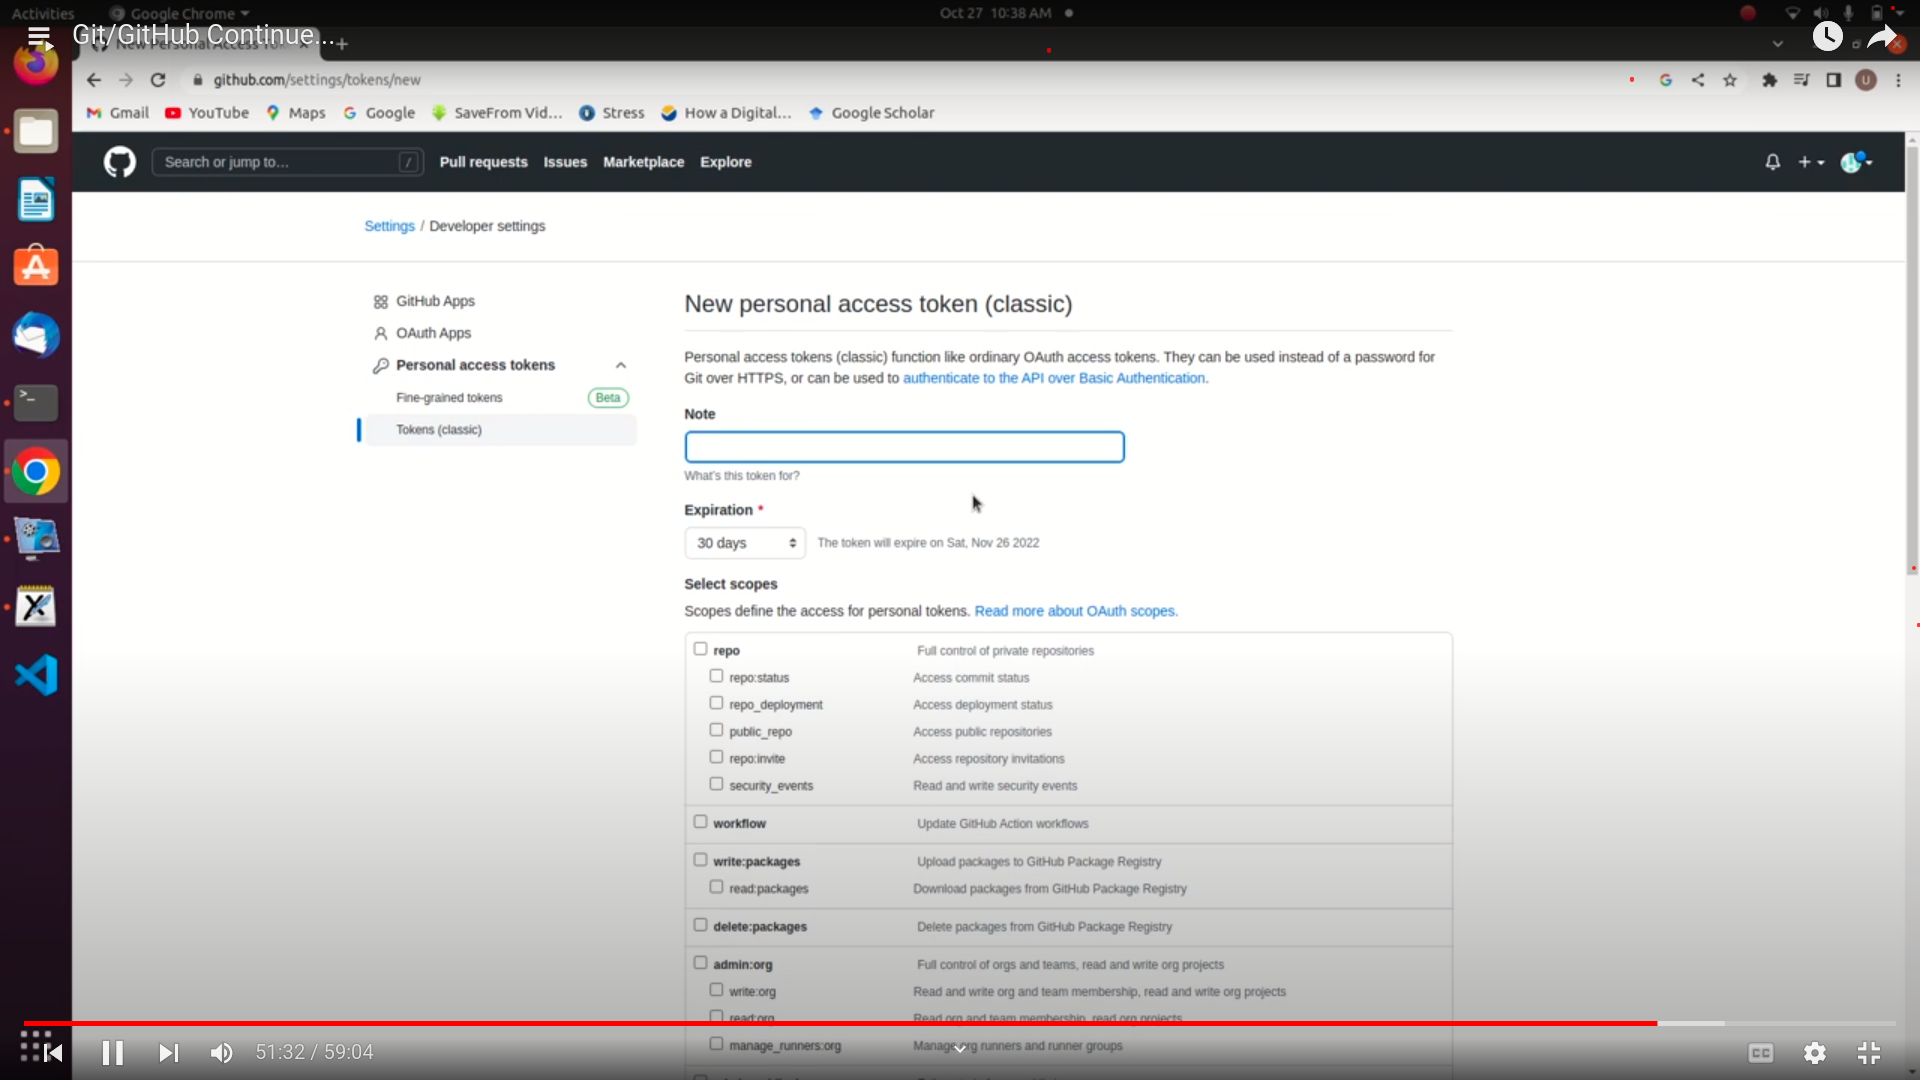 Activities
Google Chrome
Oct 27 10:38 AM
Git/GitHub Continue...
github.com/settings/tokens/new
Gmail
YouTube
Maps
Google
SaveFrom Vid...
Stress
How a Digital...
Google Scholar
Search or jump to...
/
Pull requests
Issues
Marketplace
Explore
Settings / Developer settings
GitHub Apps
OAuth Apps
Personal access tokens
Fine-grained tokens
Beta
Tokens (classic)
New personal access token (classic)
Personal access tokens (classic) function like ordinary OAuth access tokens. They can be used instead of a password for
Git over HTTPS, or can be used to authenticate to the API over Basic Authentication.
Note
What's this token for?
Expiration *
30 days
The token will expire on Sat, Nov 26 2022
Select scopes
Scopes define the access for personal tokens. Read more about OAuth scopes.
repo Full control of private repositories
repo:status Access commit status
repo_deployment Access deployment status
public_repo Access public repositories
repo:invite Access repository invitations
security_events Read and write security events
workflow Update GitHub Action workflows
write:packages Upload packages to GitHub Package Registry
read:packages Download packages from GitHub Package Registry
delete:packages Delete packages from GitHub Package Registry
admin:org Full control of orgs and teams, read and write org projects
write:org Read and write org and team membership, read and write org projects
read:org Read org and team membership, read org projects
manage_runners:org Manage org runners and runner groups
51:32 / 59:04
CC